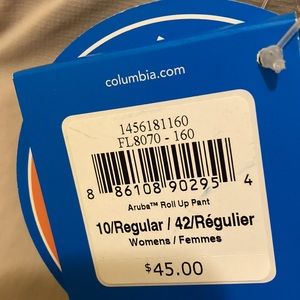 columbia.com
1456181160
FL8070 - 160
8 86108 90295 4
Aruba™ Roll Up Pant
10/Regular / 42/Régulier
Womens / Femmes
$45.00